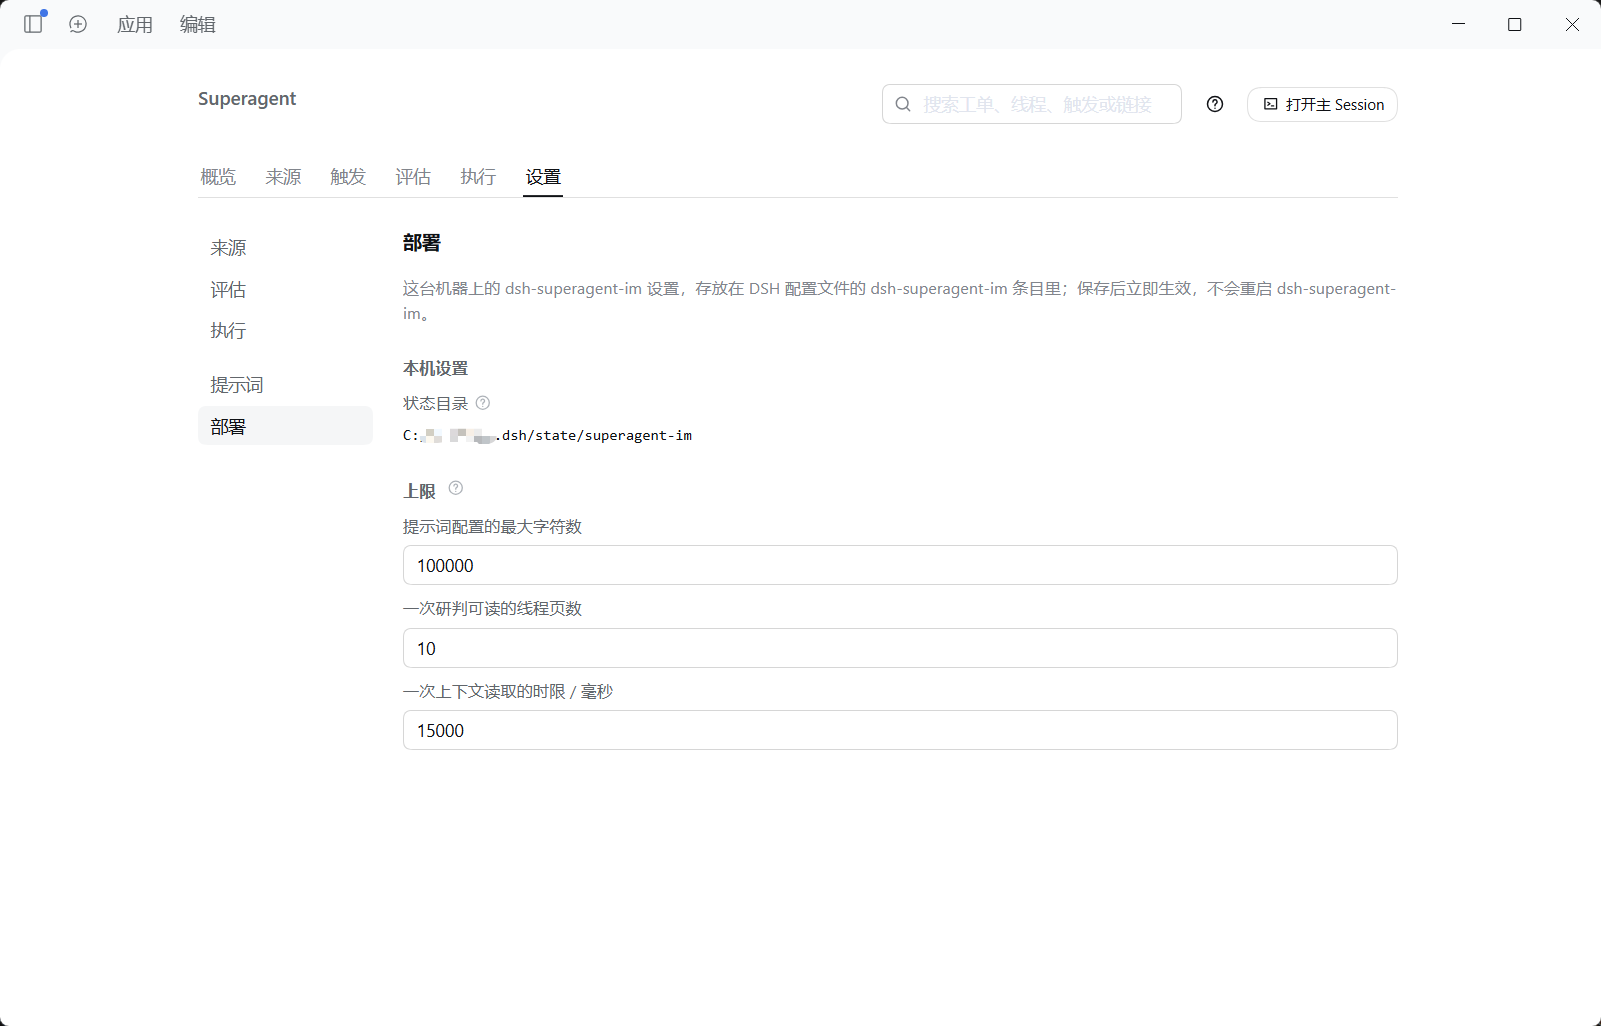 应用 编辑
Superagent
搜索工单、线程、触发或链接
打开主 Session
概览 来源 触发 评估 执行 设置
来源
评估
执行
提示词
部署
部署
这台机器上的 dsh-superagent-im 设置，存放在 DSH 配置文件的 dsh-superagent-im 条目里；保存后立即生效，不会重启 dsh-superagent-
im。
本机设置
状态目录
C: .dsh/state/superagent-im
上限
提示词配置的最大字符数
100000
一次研判可读的线程页数
10
一次上下文读取的时限 / 毫秒
15000